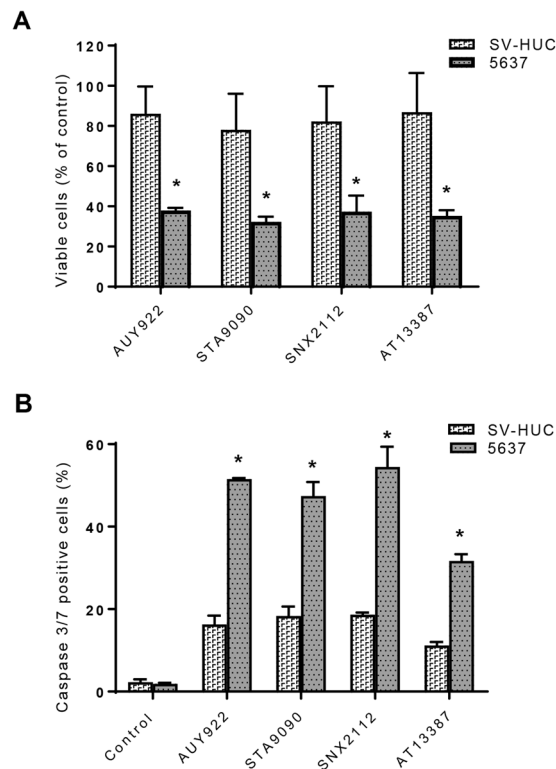 A
SV-HUC
5637
Viable cells (% of control)
120
100
80
60
40
20
0
*
*
*
*
AUY922
STA9090
SNX2112
AT13387
B
SV-HUC
5637
Caspase 3/7 positive cells (%)
60
40
20
0
*
*
*
*
Control
AUY922
STA9090
SNX2112
AT13387